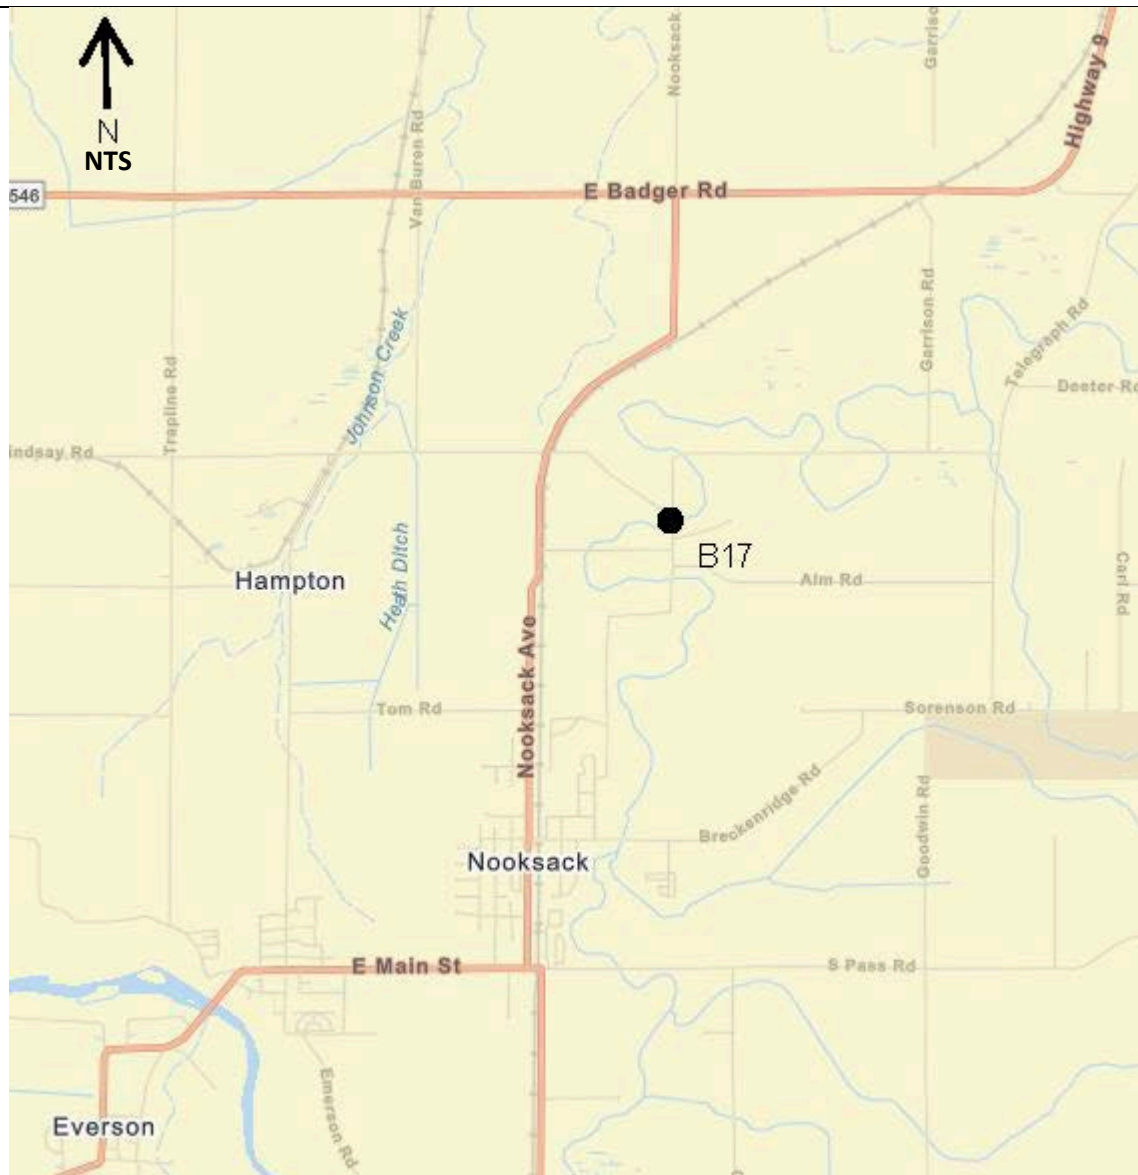 N
NTS
Nooksack
Garriso
Highway 9
546
E Badger Rd
Van Buren Rd
Johnson Creek
Garrison Rd
Telegraph Rd
Deeter Rd
Trapline Rd
indsay Rd
B17
Heath Ditch
Hampton
Alm Rd
Carl Rd
Nooksack Ave
Tom Rd
Sorenson Rd
Breckenridge Rd
Goodwin Rd
Nooksack
E Main St
S Pass Rd
Emerson Rd
Everson